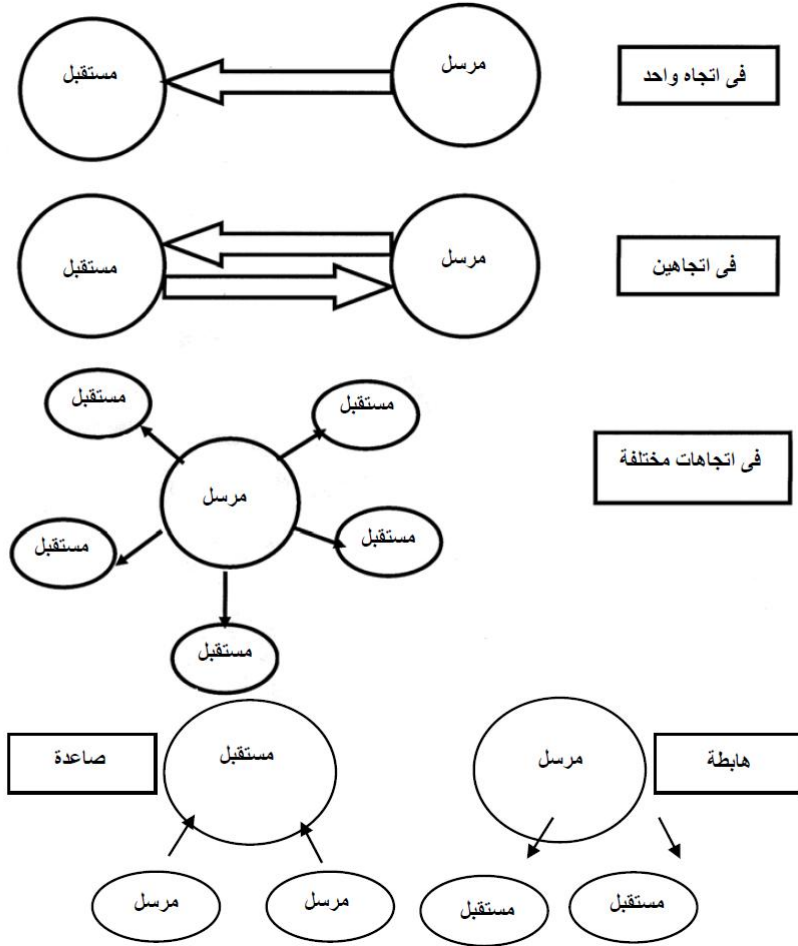 فى اتجاه واحد
مرسل
مستقبل
فى اتجاهين
مرسل
مستقبل
فى اتجاهات مختلفة
مستقبل
مستقبل
مرسل
مستقبل
مستقبل
مستقبل
هابطة
مرسل
مستقبل
مستقبل
مستقبل
صاعدة
مرسل
مرسل